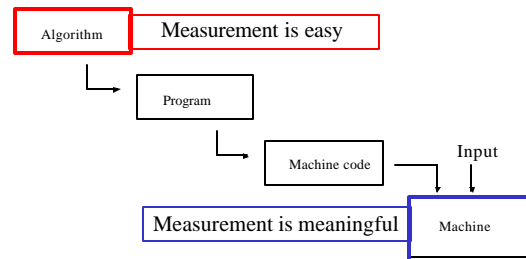 Algorithm
Measurement is easy
Program
Machine code
Input
Measurement is meaningful
Machine